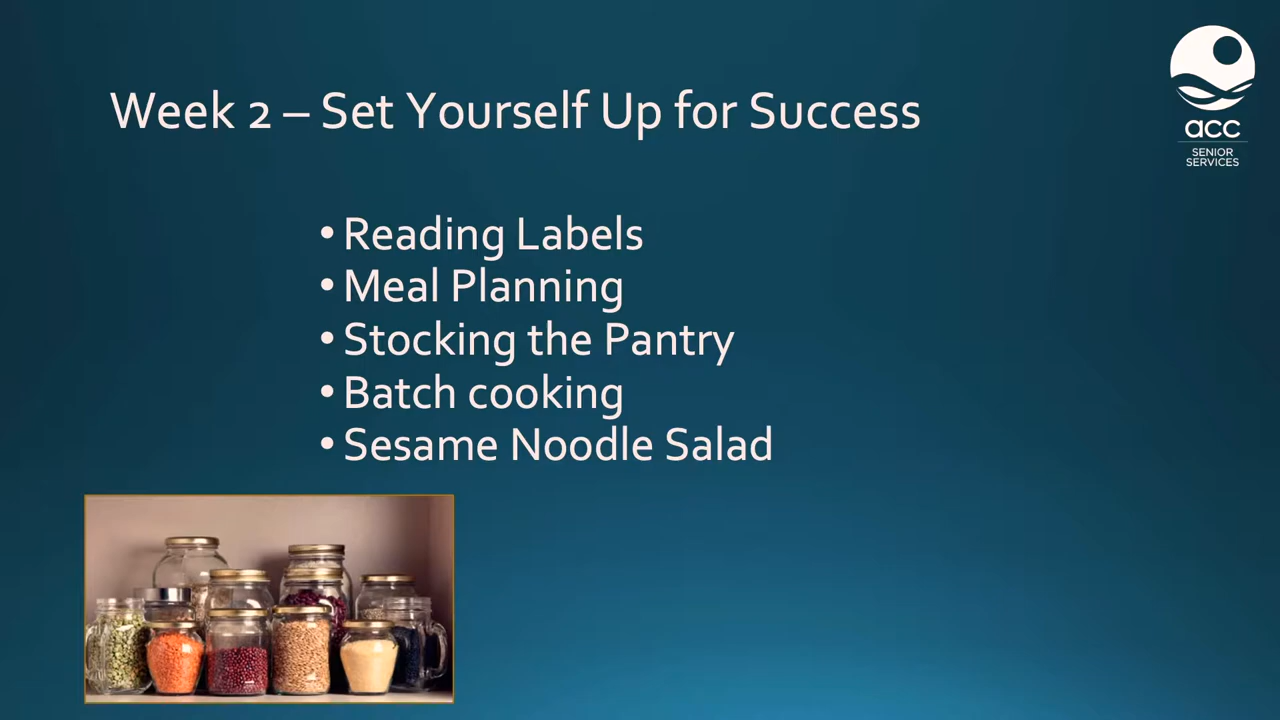 Week 2 – Set Yourself Up for Success
acc
SENIOR
SERVICES
• Reading Labels
• Meal Planning
• Stocking the Pantry
• Batch cooking
• Sesame Noodle Salad